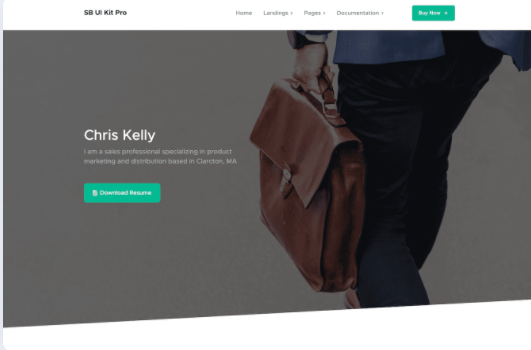 SB UI Kit Pro
Home Landings Pages Documentation Buy Now
Chris Kelly
I am a sales professional specializing in product
marketing and distribution based in Clarcton, MA
Download Resume